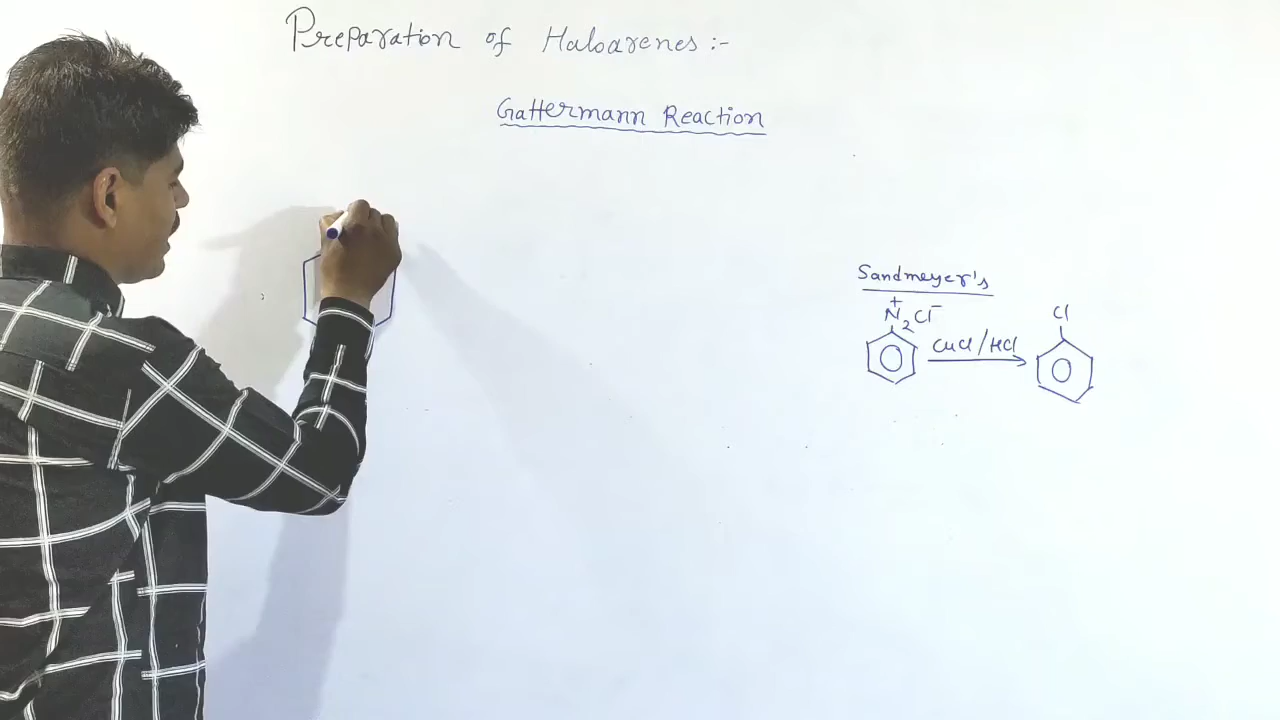 Preparation of Haloarenes :-
Gattermann Reaction
Sandmeyer's
N₂⁺Cl⁻
CuCl/HCl
Cl